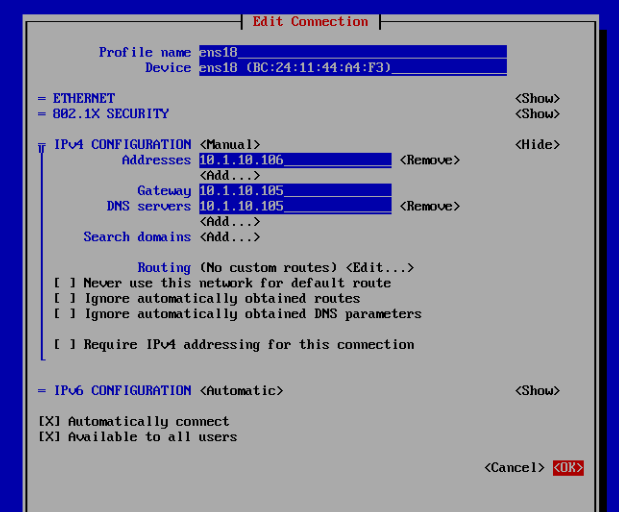 Edit Connection
Profile name ens18
Device ens18 (BC:24:11:44:A4:F3)
= ETHERNET <Show>
= 802.1X SECURITY <Show>
= IPv4 CONFIGURATION <Manual> <Hide>
Addresses 10.1.10.106 <Remove>
<Add...>
Gateway 10.1.10.105
DNS servers 10.1.10.105 <Remove>
<Add...>
Search domains <Add...>
Routing (No custom routes) <Edit...>
[ ] Never use this network for default route
[ ] Ignore automatically obtained routes
[ ] Ignore automatically obtained DNS parameters
[ ] Require IPv4 addressing for this connection
= IPv6 CONFIGURATION <Automatic> <Show>
[X] Automatically connect
[X] Available to all users
<Cancel> <OK>